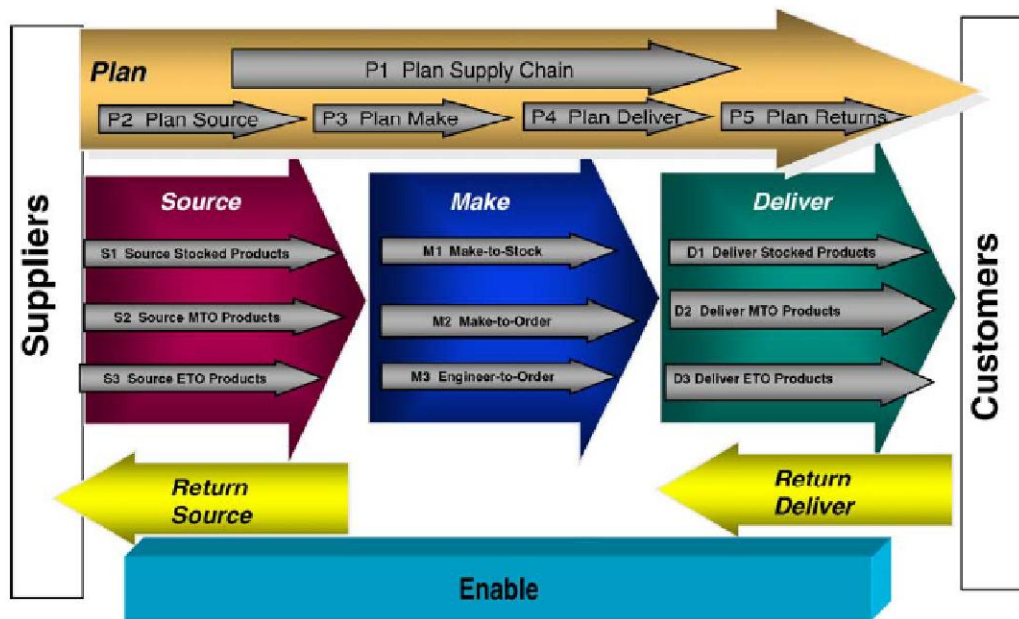 Suppliers
Plan
P1 Plan Supply Chain
P2 Plan Source
P3 Plan Make
P4 Plan Deliver
P5 Plan Returns
Source
S1 Source Stocked Products
S2 Source MTO Products
S3 Source ETO Products
Make
M1 Make-to-Stock
M2 Make-to-Order
M3 Engineer-to-Order
Deliver
D1 Deliver Stocked Products
D2 Deliver MTO Products
D3 Deliver ETO Products
Customers
Return
Source
Return
Deliver
Enable